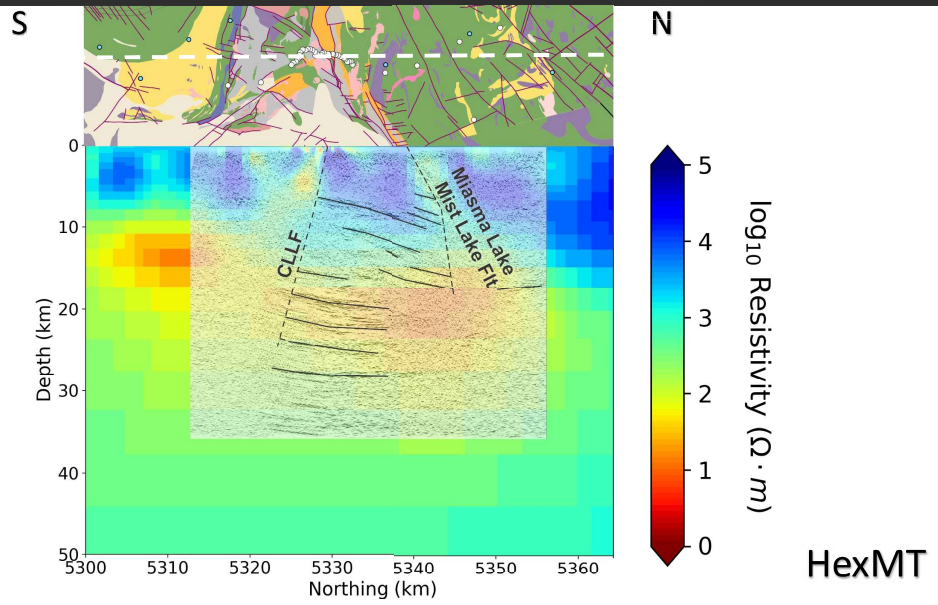 S
N
0
10
20
30
40
50
Depth (km)
CLLF
Miasma Lake
Mist Lake Flt
5300
5310
5320
5330
5340
5350
5360
Northing (km)
5
4
3
2
1
0
log₁₀ Resistivity (Ω · m)
HexMT